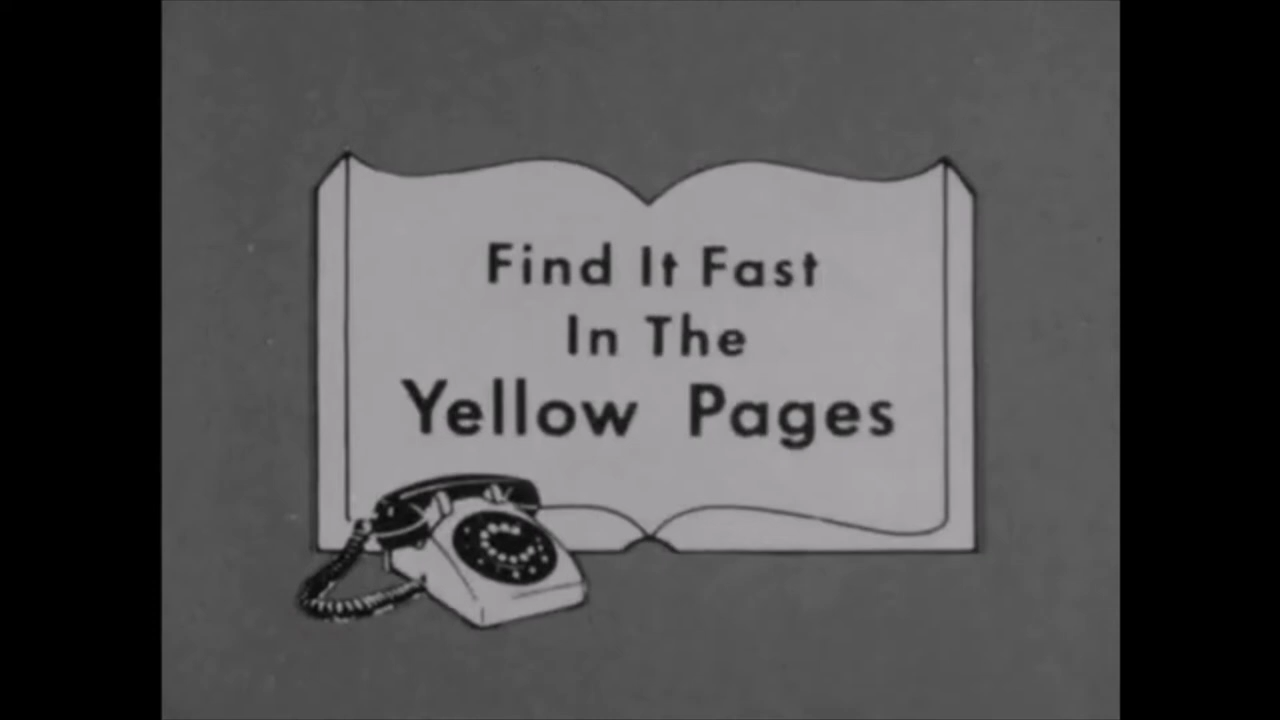 Find It Fast
In The
Yellow Pages